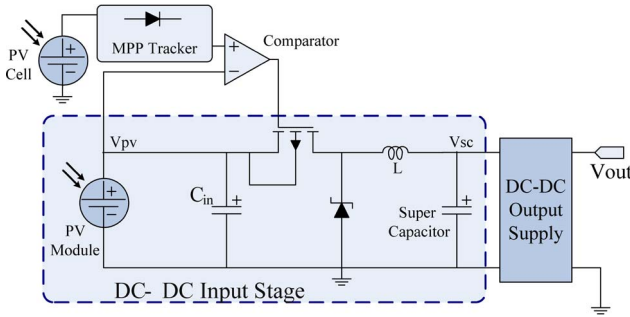 PV
Cell
+
−
MPP Tracker
+
−
Comparator
Vpv
Vsc
PV
Module
+
−
Cin
+
L
Super
Capacitor
+
DC-DC
Output
Supply
Vout
DC- DC Input Stage